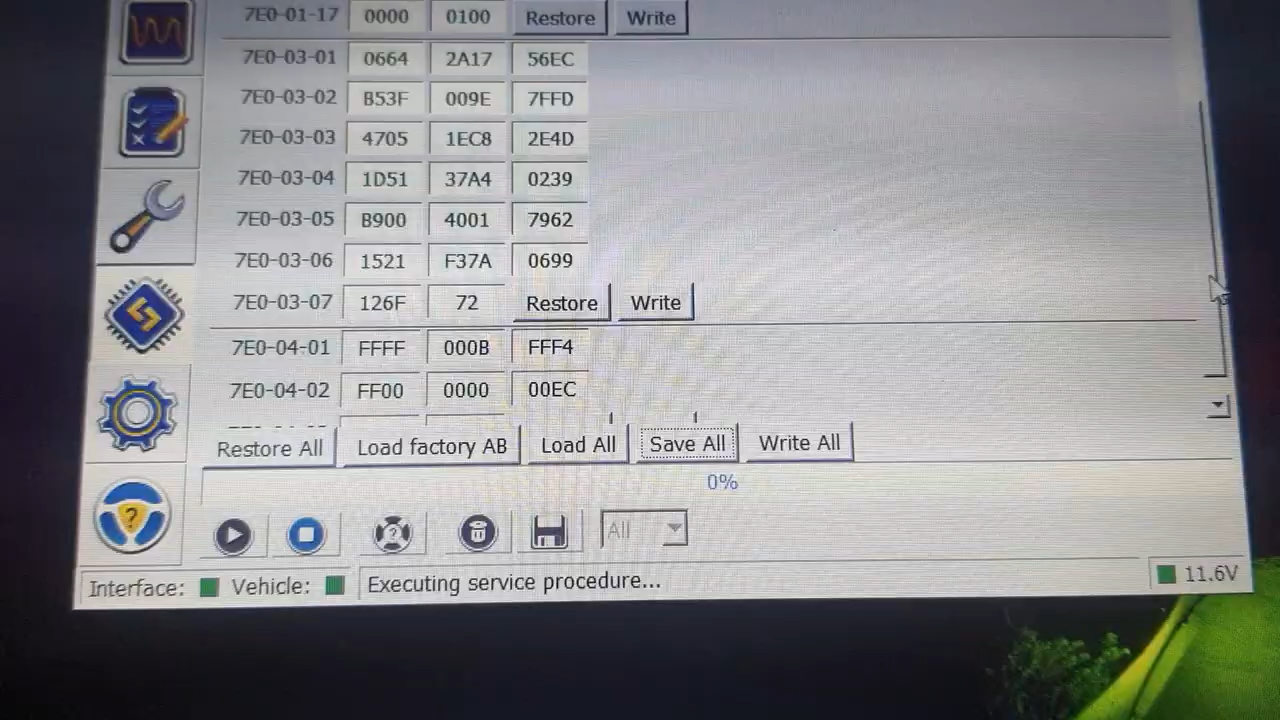 7E0-01-17 0000 0100 Restore Write
7E0-03-01 0664 2A17 56EC
7E0-03-02 B53F 009E 7FFD
7E0-03-03 4705 1EC8 2E4D
7E0-03-04 1D51 37A4 0239
7E0-03-05 B900 4001 7962
7E0-03-06 1521 F37A 0699
7E0-03-07 126F 72 Restore Write
7E0-04-01 FFFF 000B FFF4
7E0-04-02 FF00 0000 00EC
Restore All Load factory AB Load All Save All Write All
0%
All
Interface: Vehicle: Executing service procedure... 11.6V